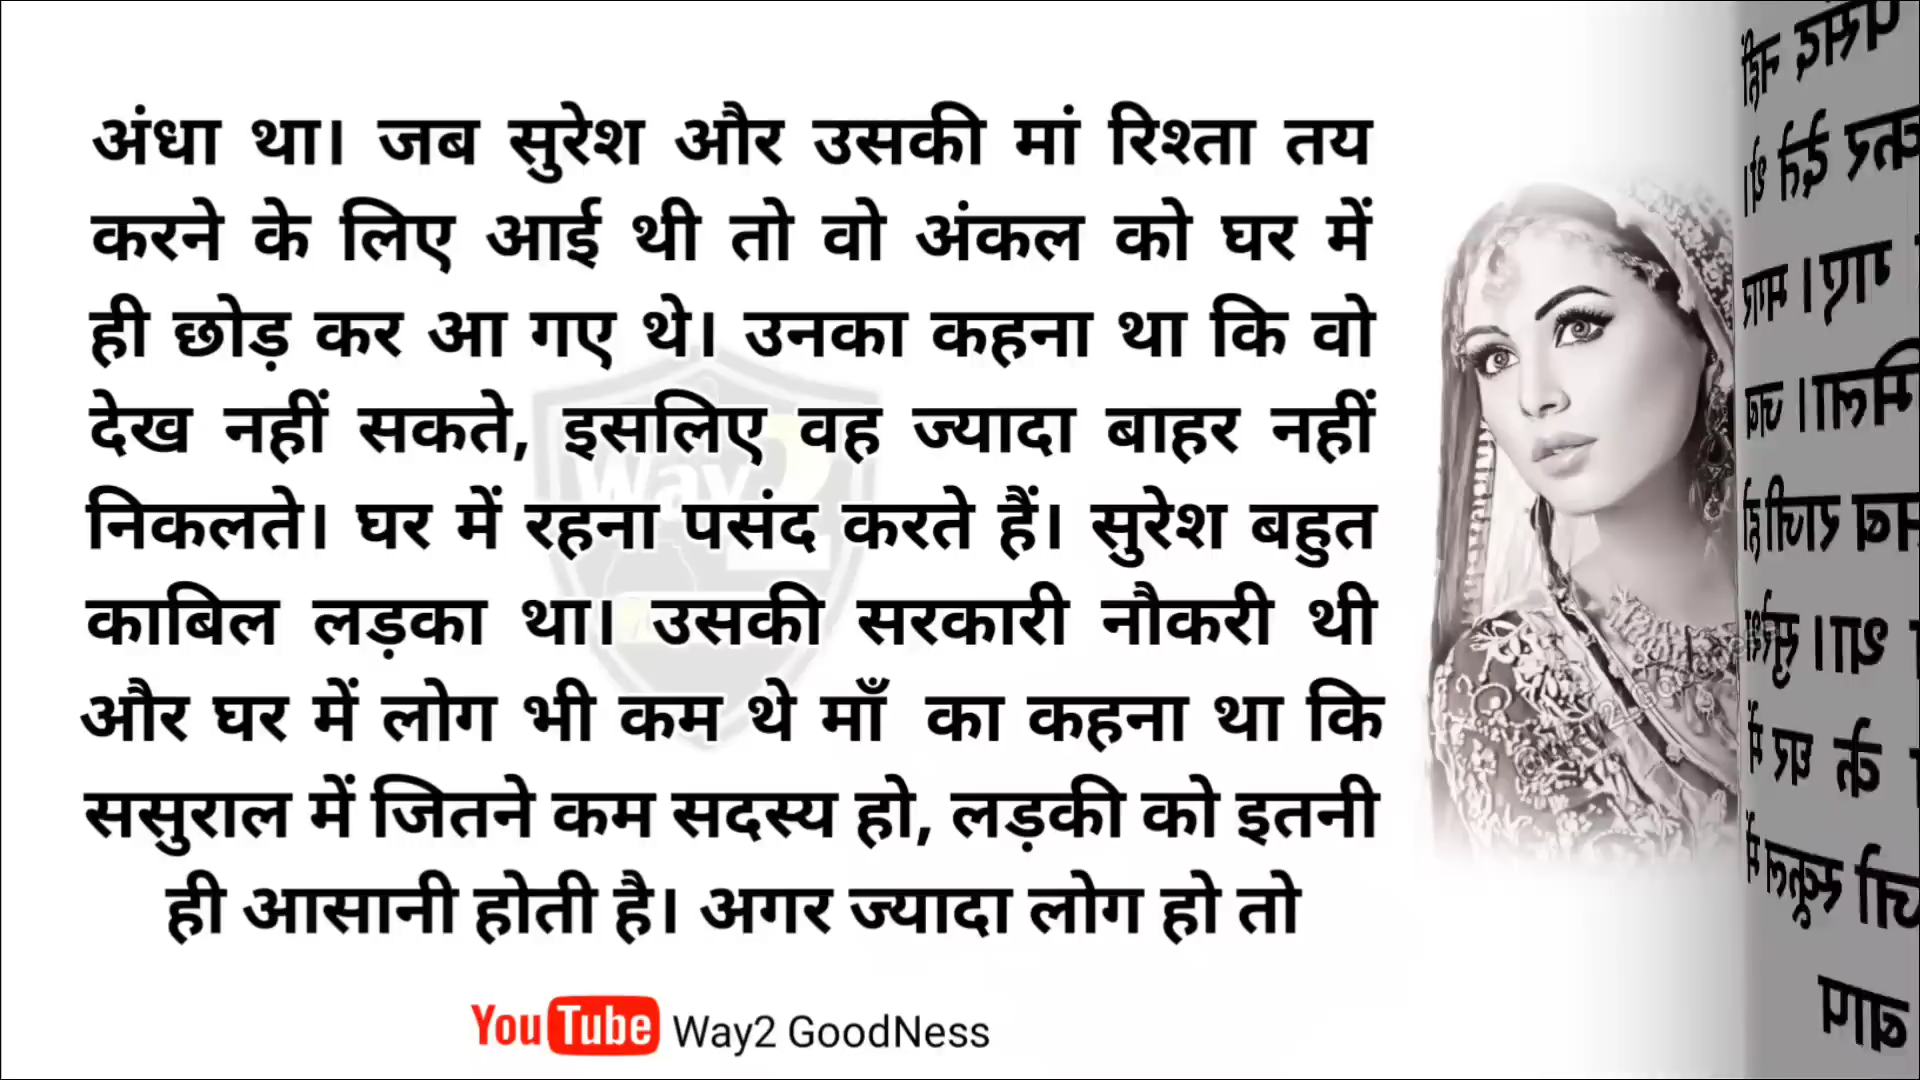 अंधा था। जब सुरेश और उसकी मां रिश्ता तय
करने के लिए आई थी तो वो अंकल को घर में
ही छोड़ कर आ गए थे। उनका कहना था कि वो
देख नहीं सकते, इसलिए वह ज्यादा बाहर नहीं
निकलते। घर में रहना पसंद करते हैं। सुरेश बहुत
काबिल लड़का था। उसकी सरकारी नौकरी थी
और घर में लोग भी कम थे माँ का कहना था कि
ससुराल में जितने कम सदस्य हो, लड़की को इतनी
ही आसानी होती है। अगर ज्यादा लोग हो तो
YouTube Way2 GoodNess
Way2